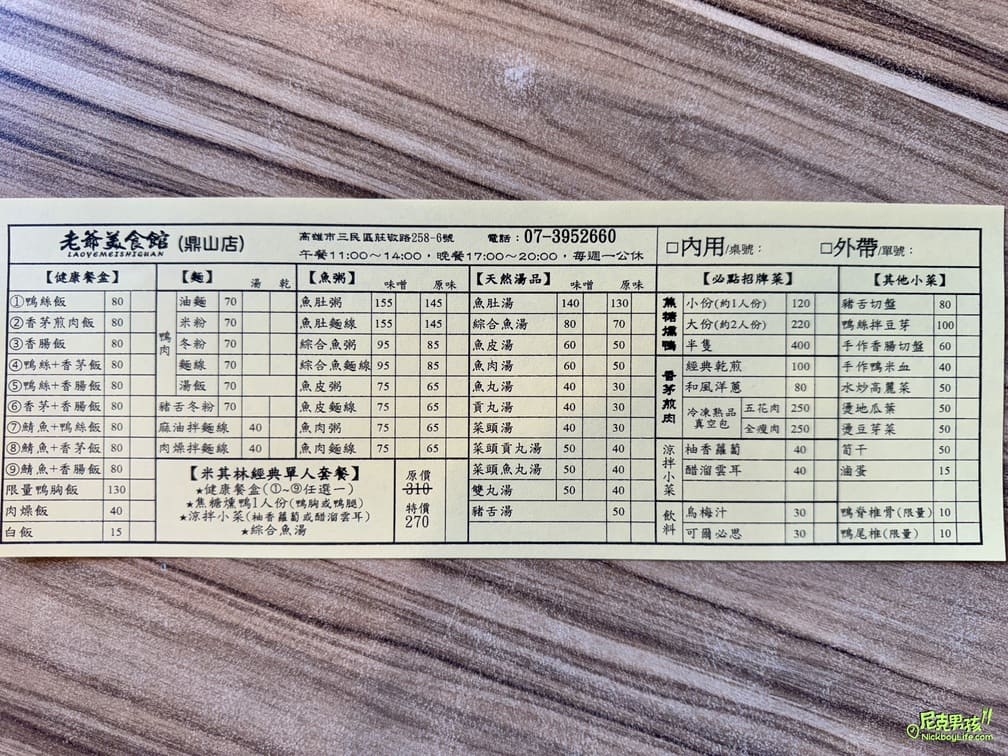 老爺美食館(鼎山店)
LAOYEMEISHIGUAN
高雄市三民區莊敬路258-6號 電話：07-3952660
午餐11:00～14:00，晚餐17:00～20:00，每週一公休
□內用/桌號： □外帶/單號：
【健康餐盒】
①鴨絲飯 80
②香茅煎肉飯 80
③香腸飯 80
④鴨絲+香茅飯 80
⑤鴨絲+香腸飯 80
⑥香茅+香腸飯 80
⑦鯖魚+鴨絲飯 80
⑧鯖魚+香茅飯 80
⑨鯖魚+香腸飯 80
限量鴨胸飯 130
肉燥飯 40
白飯 15
【麵】 湯 乾
鴨肉
油麵 70
米粉 70
冬粉 70
麵線 70
湯飯 70
豬舌冬粉 70
麻油拌麵線 40
肉燥拌麵線 40
【魚粥】 味噌 原味
魚肚粥 155 145
魚肚麵線 155 145
綜合魚粥 95 85
綜合魚麵線 95 85
魚皮粥 75 65
魚皮麵線 75 65
魚肉粥 75 65
魚肉麵線 75 65
【米其林經典單人套餐】
★健康餐盒(①～⑨任選一)
★焦糖燻鴨1人份(鴨胸或鴨腿)
★涼拌小菜(柚香蘿蔔或醋溜雲耳)
★綜合魚湯
原價
310
特價
270
【天然湯品】 味噌 原味
魚肚湯 140 130
綜合魚湯 80 70
魚皮湯 60 50
魚肉湯 60 50
魚丸湯 40 30
貢丸湯 40 30
菜頭湯 40 30
菜頭貢丸湯 50 40
菜頭魚丸湯 50 40
雙丸湯 50 40
豬舌湯 50
【必點招牌菜】
焦糖燻鴨
小份(約1人份) 120
大份(約2人份) 220
半隻 400
香茅煎肉
經典乾煎 100
和風洋蔥 80
冷凍熟品真空包 五花肉 250
全瘦肉 250
涼拌小菜
柚香蘿蔔 40
醋溜雲耳 40
飲料
烏梅汁 30
可爾必思 30
【其他小菜】
豬舌切盤 80
鴨絲拌豆芽 100
手作香腸切盤 60
手作鴨米血 40
水炒高麗菜 50
燙地瓜葉 50
燙豆芽菜 50
筍干 50
滷蛋 15
鴨脊椎骨(限量) 10
鴨尾椎(限量) 10
尼克男孩
NickboyLife.com